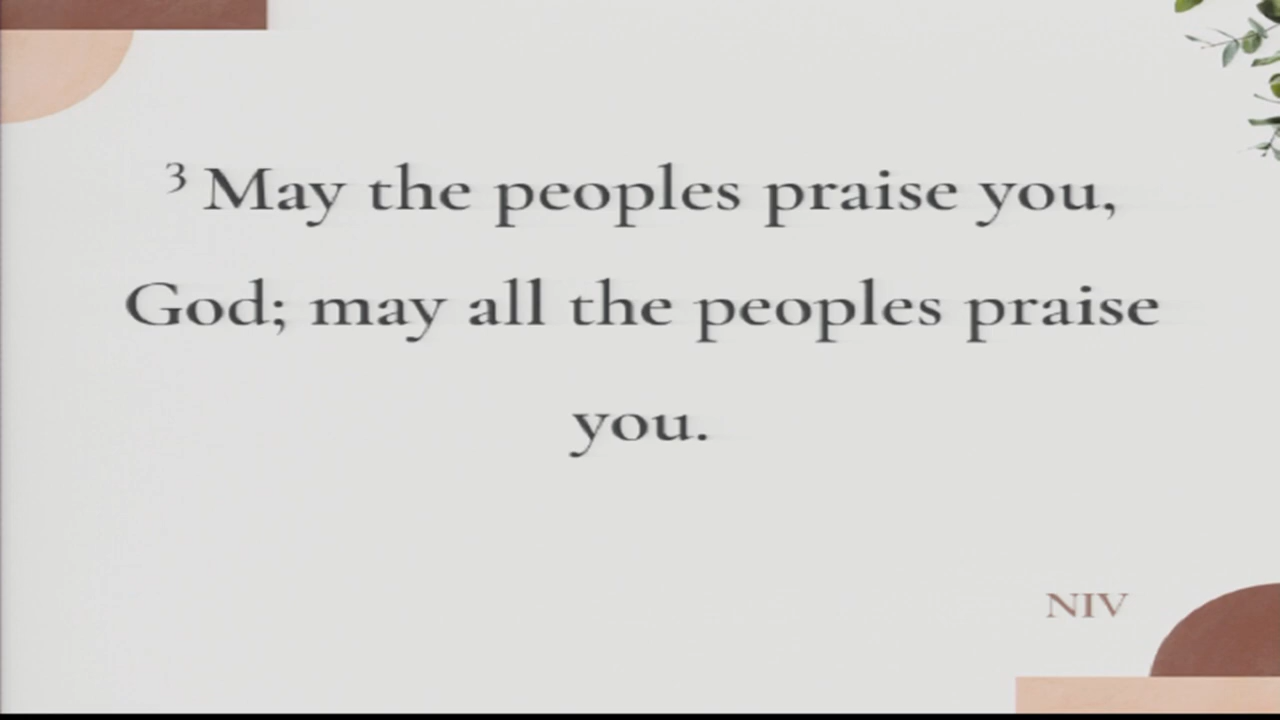 ³ May the peoples praise you,
God; may all the peoples praise
you.
NIV